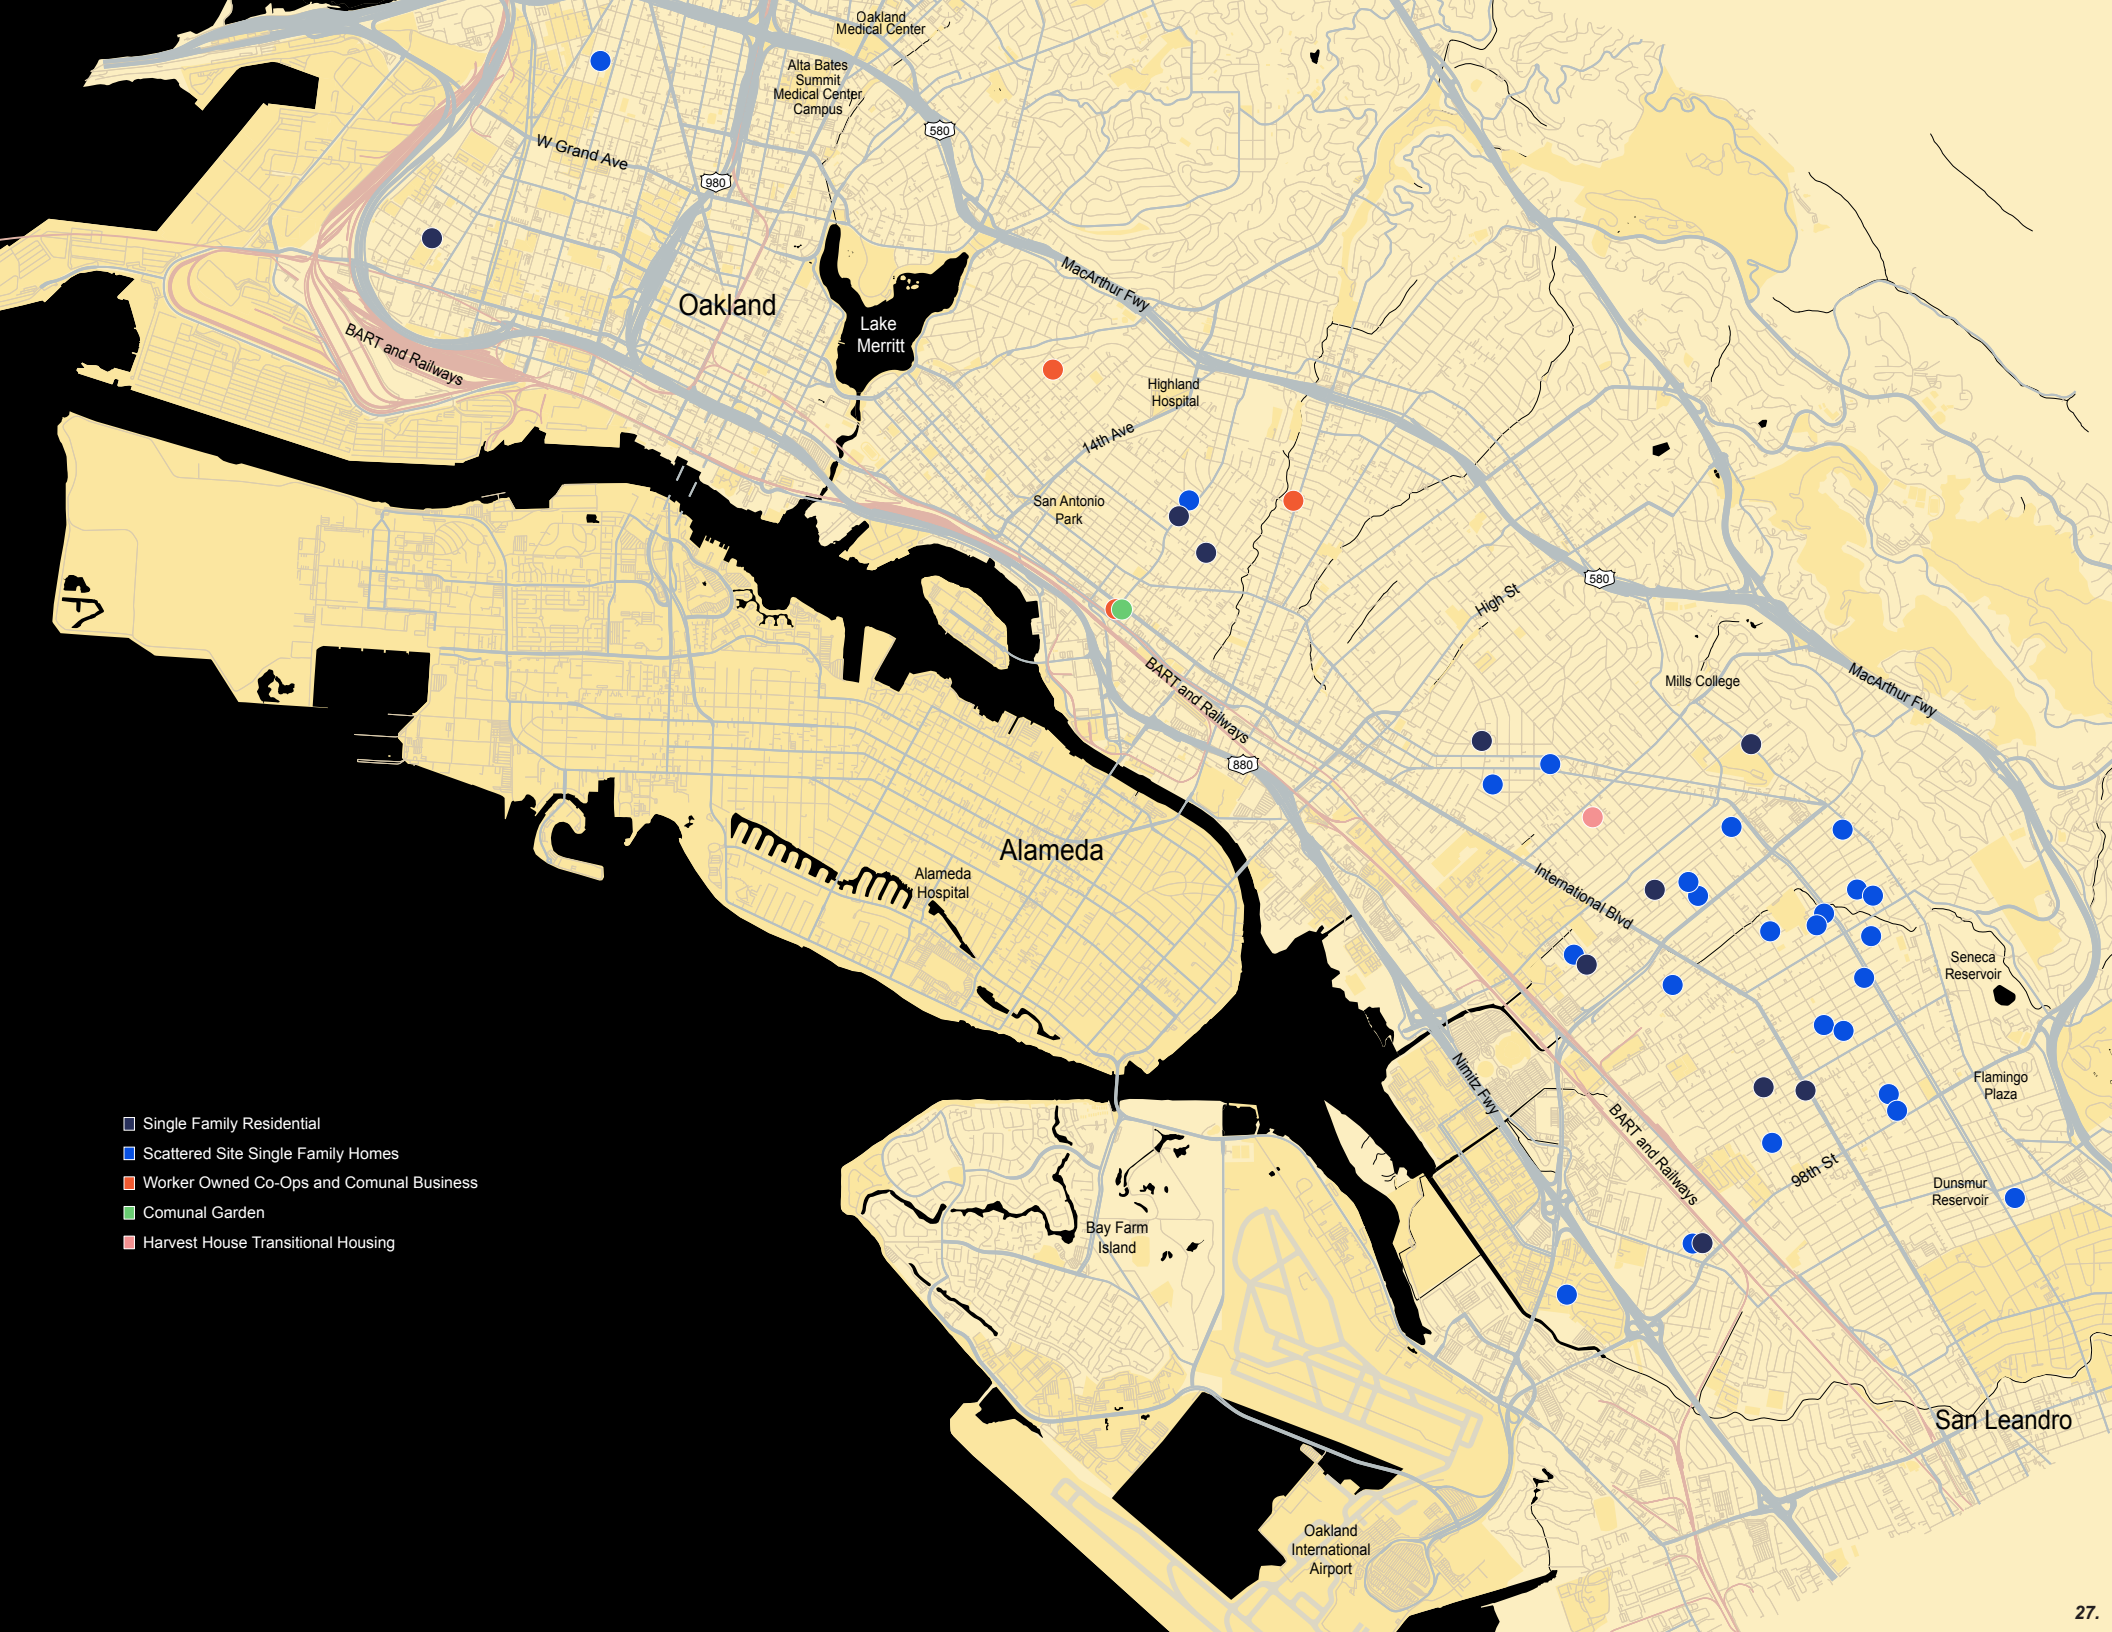 Oakland
Medical Center
Alta Bates
Summit
Medical Center
Campus
580
W Grand Ave
980
MacArthur Fwy
Oakland
Lake
Merritt
BART and Railways
Highland
Hospital
14th Ave
San Antonio
Park
580
High St
BART and Railways
Mills College
MacArthur Fwy
880
Alameda
Alameda
Hospital
International Blvd
Seneca
Reservoir
Nimitz Fwy
Flamingo
Plaza
BART and Railways
98th St
Dunsmur
Reservoir
Single Family Residential
Scattered Site Single Family Homes
Worker Owned Co-Ops and Comunal Business
Comunal Garden
Harvest House Transitional Housing
Bay Farm
Island
San Leandro
Oakland
International
Airport
27.